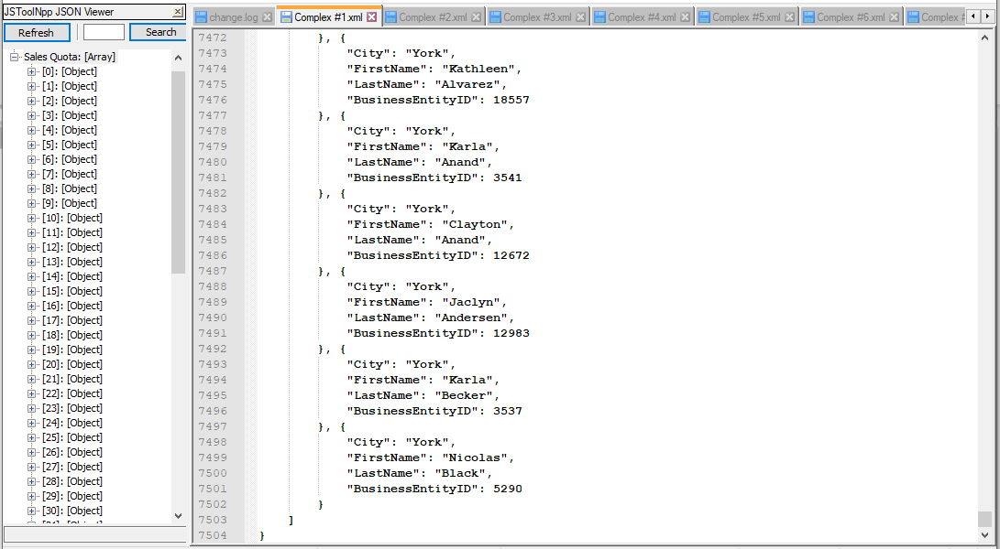 JSToolNpp JSON Viewer
Refresh
Search
Sales Quota: [Array]
[0]: [Object]
[1]: [Object]
[2]: [Object]
[3]: [Object]
[4]: [Object]
[5]: [Object]
[6]: [Object]
[7]: [Object]
[8]: [Object]
[9]: [Object]
[10]: [Object]
[11]: [Object]
[12]: [Object]
[13]: [Object]
[14]: [Object]
[15]: [Object]
[16]: [Object]
[17]: [Object]
[18]: [Object]
[19]: [Object]
[20]: [Object]
[21]: [Object]
[22]: [Object]
[23]: [Object]
[24]: [Object]
[25]: [Object]
[26]: [Object]
[27]: [Object]
[28]: [Object]
[29]: [Object]
[30]: [Object]
change.log Complex #1.xml Complex #2.xml Complex #3.xml Complex #4.xml Complex #5.xml Complex #6.xml Complex
7472 }, {
7473 "City": "York",
7474 "FirstName": "Kathleen",
7475 "LastName": "Alvarez",
7476 "BusinessEntityID": 18557
7477 }, {
7478 "City": "York",
7479 "FirstName": "Karla",
7480 "LastName": "Anand",
7481 "BusinessEntityID": 3541
7482 }, {
7483 "City": "York",
7484 "FirstName": "Clayton",
7485 "LastName": "Anand",
7486 "BusinessEntityID": 12672
7487 }, {
7488 "City": "York",
7489 "FirstName": "Jaclyn",
7490 "LastName": "Andersen",
7491 "BusinessEntityID": 12983
7492 }, {
7493 "City": "York",
7494 "FirstName": "Karla",
7495 "LastName": "Becker",
7496 "BusinessEntityID": 3537
7497 }, {
7498 "City": "York",
7499 "FirstName": "Nicolas",
7500 "LastName": "Black",
7501 "BusinessEntityID": 5290
7502 }
7503 ]
7504 }